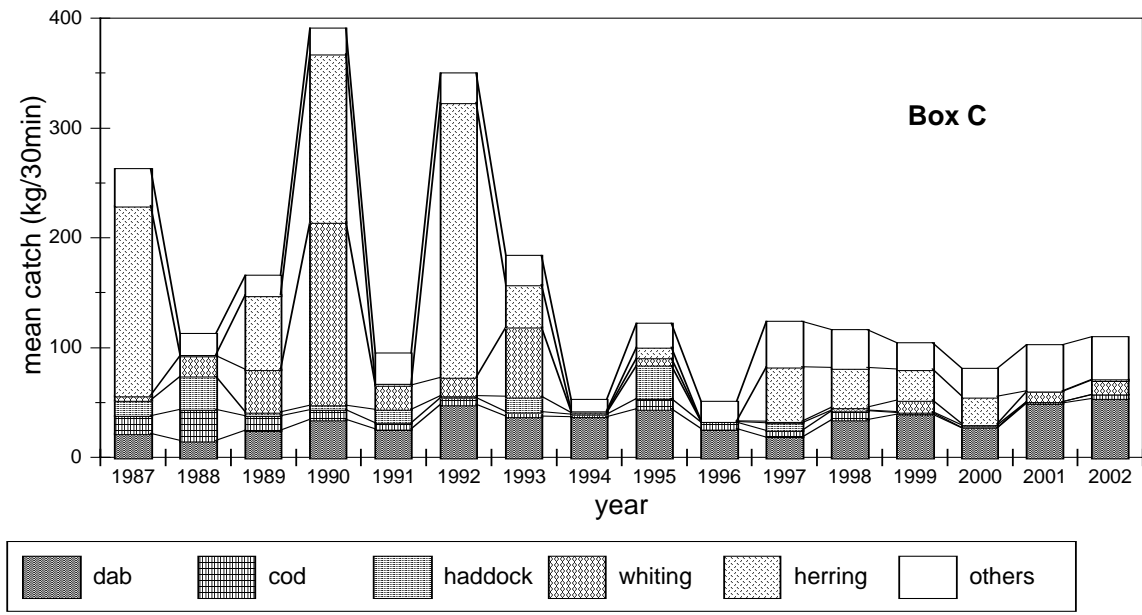 400
300
200
100
0
mean catch (kg/30min)
Box C
1987 1988 1989 1990 1991 1992 1993 1994 1995 1996 1997 1998 1999 2000 2001 2002
year
dab cod haddock whiting herring others